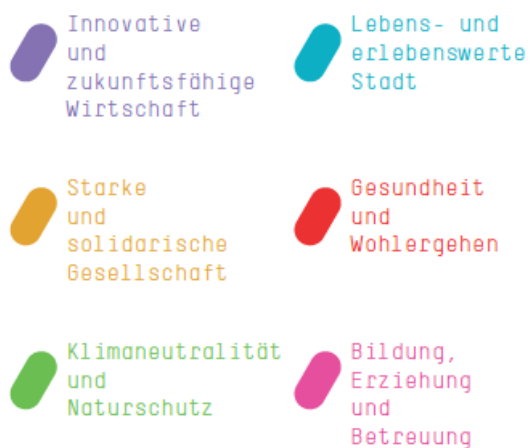 Innovative
und
zukunftsfähige
Wirtschaft
Lebens- und
erlebenswerte
Stadt
Starke
und
solidarische
Gesellschaft
Gesundheit
und
Wohlergehen
Klimaneutralität
und
Naturschutz
Bildung,
Erziehung
und
Betreuung